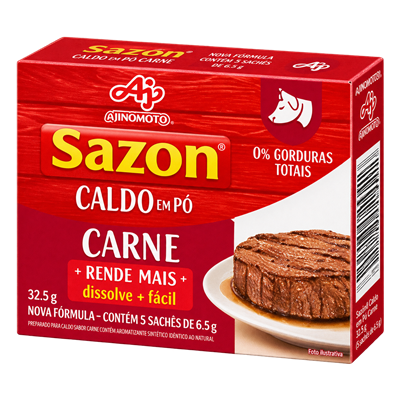 Sazón®
CALDO EM PÓ CARNE
NOVA FÓRMULA
CONTÉM 5 SACHÊS
DE 6.5 g
Aj
AJINOMOTO®
Sazon®
CALDO EM PÓ
CARNE
+ RENDE MAIS +
dissolve + fácil
0% GORDURAS
TOTAIS
32.5 g
NOVA FÓRMULA – CONTÉM 5 SACHÊS DE 6.5 g
PREPARADO PARA CALDO SABOR CARNE CONTÉM AROMATIZANTE SINTÉTICO IDÊNTICO AO NATURAL
Foto Ilustrativa
AJINOMOTO®